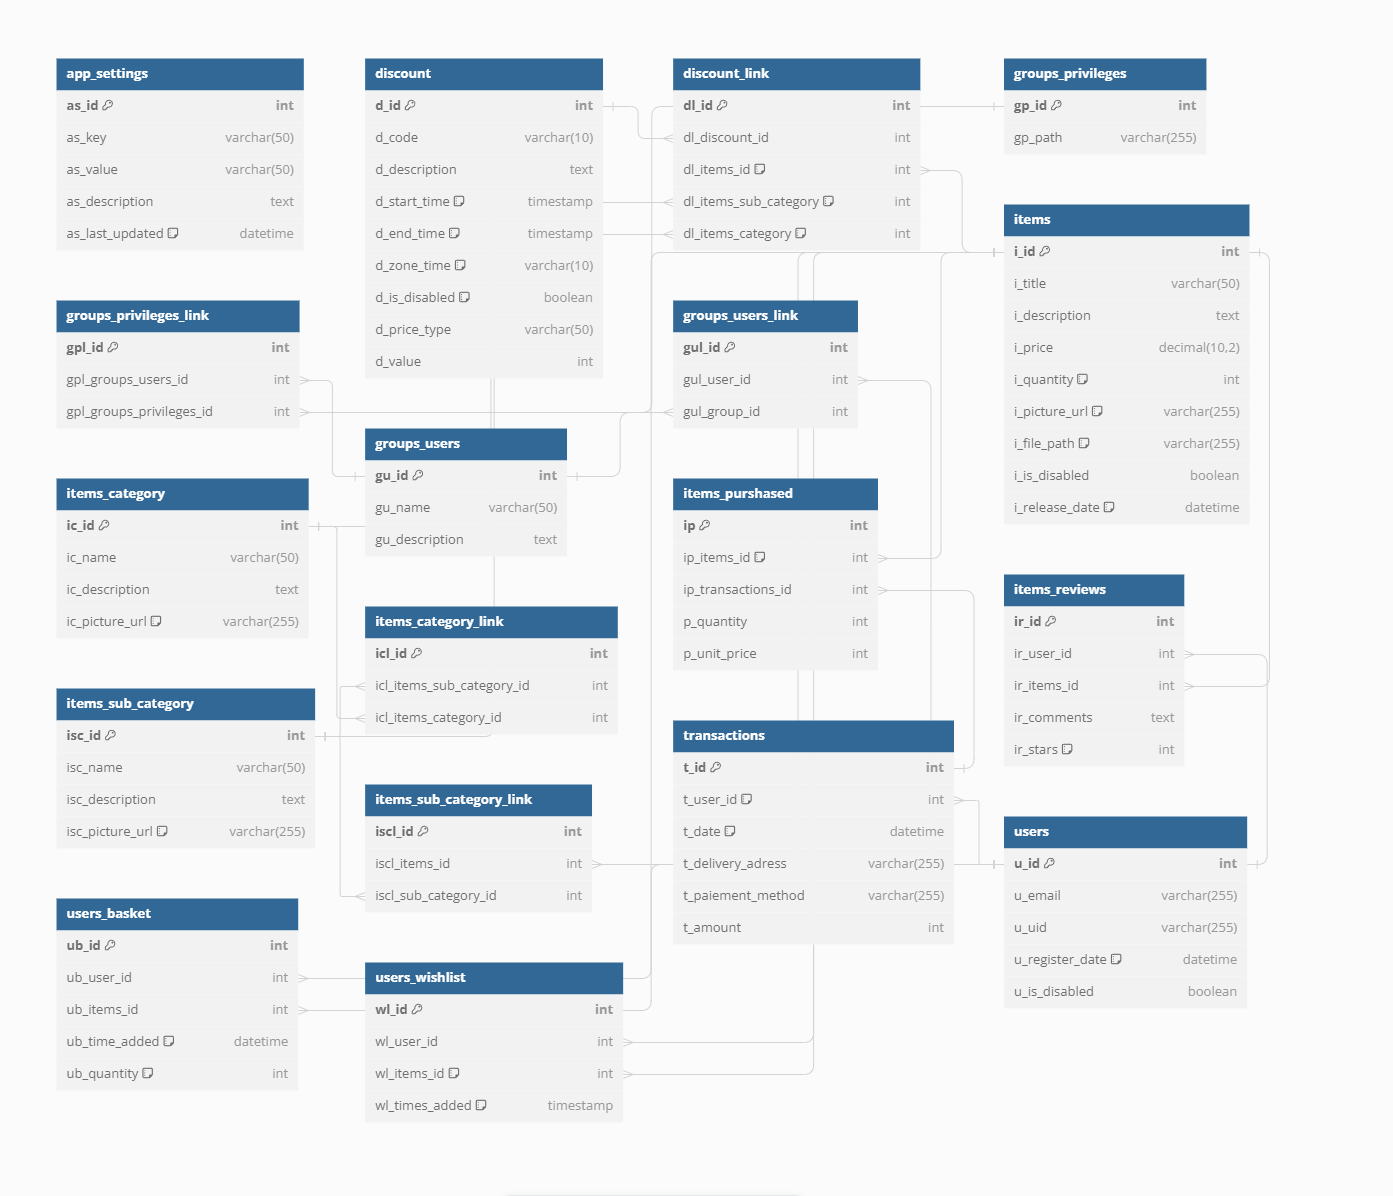 app_settings
as_id int
as_key varchar(50)
as_value varchar(50)
as_description text
as_last_updated datetime
discount
d_id int
d_code varchar(10)
d_description text
d_start_time timestamp
d_end_time timestamp
d_zone_time varchar(10)
d_is_disabled boolean
d_price_type varchar(50)
d_value int
discount_link
dl_id int
dl_discount_id int
dl_items_id int
dl_items_sub_category int
dl_items_category int
groups_privileges
gp_id int
gp_path varchar(255)
items
i_id int
i_title varchar(50)
i_description text
i_price decimal(10,2)
i_quantity int
i_picture_url varchar(255)
i_file_path varchar(255)
i_is_disabled boolean
i_release_date datetime
groups_privileges_link
gpl_id int
gpl_groups_users_id int
gpl_groups_privileges_id int
groups_users_link
gul_id int
gul_user_id int
gul_group_id int
groups_users
gu_id int
gu_name varchar(50)
gu_description text
items_category
ic_id int
ic_name varchar(50)
ic_description text
ic_picture_url varchar(255)
items_purshased
ip int
ip_items_id int
ip_transactions_id int
p_quantity int
p_unit_price int
items_reviews
ir_id int
ir_user_id int
ir_items_id int
ir_comments text
ir_stars int
items_category_link
icl_id int
icl_items_sub_category_id int
icl_items_category_id int
items_sub_category
isc_id int
isc_name varchar(50)
isc_description text
isc_picture_url varchar(255)
transactions
t_id int
t_user_id int
t_date datetime
t_delivery_adress varchar(255)
t_paiement_method varchar(255)
t_amount int
items_sub_category_link
iscl_id int
iscl_items_id int
iscl_sub_category_id int
users
u_id int
u_email varchar(255)
u_uid varchar(255)
u_register_date datetime
u_is_disabled boolean
users_basket
ub_id int
ub_user_id int
ub_items_id int
ub_time_added datetime
ub_quantity int
users_wishlist
wl_id int
wl_user_id int
wl_items_id int
wl_times_added timestamp